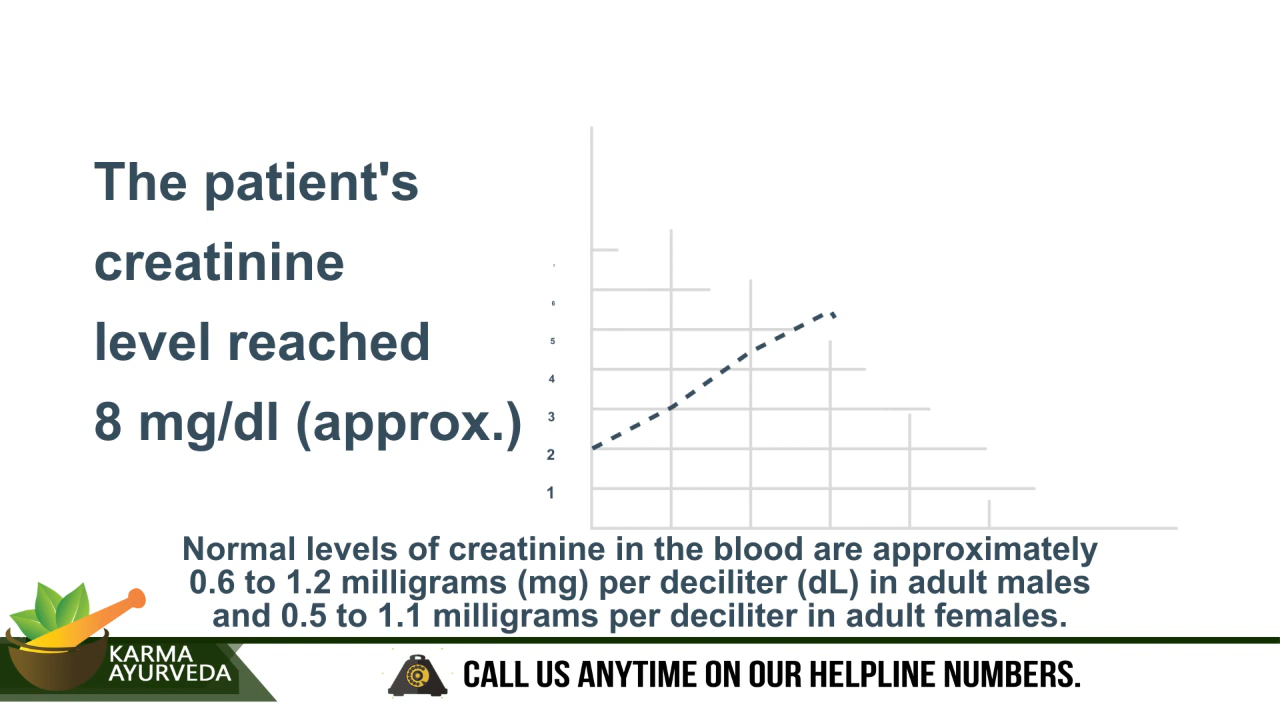 The patient's
creatinine
level reached
8 mg/dl (approx.)
6
5
4
3
2
1
Normal levels of creatinine in the blood are approximately
0.6 to 1.2 milligrams (mg) per deciliter (dL) in adult males
and 0.5 to 1.1 milligrams per deciliter in adult females.
KARMA
AYURVEDA
CALL US ANYTIME ON OUR HELPLINE NUMBERS.